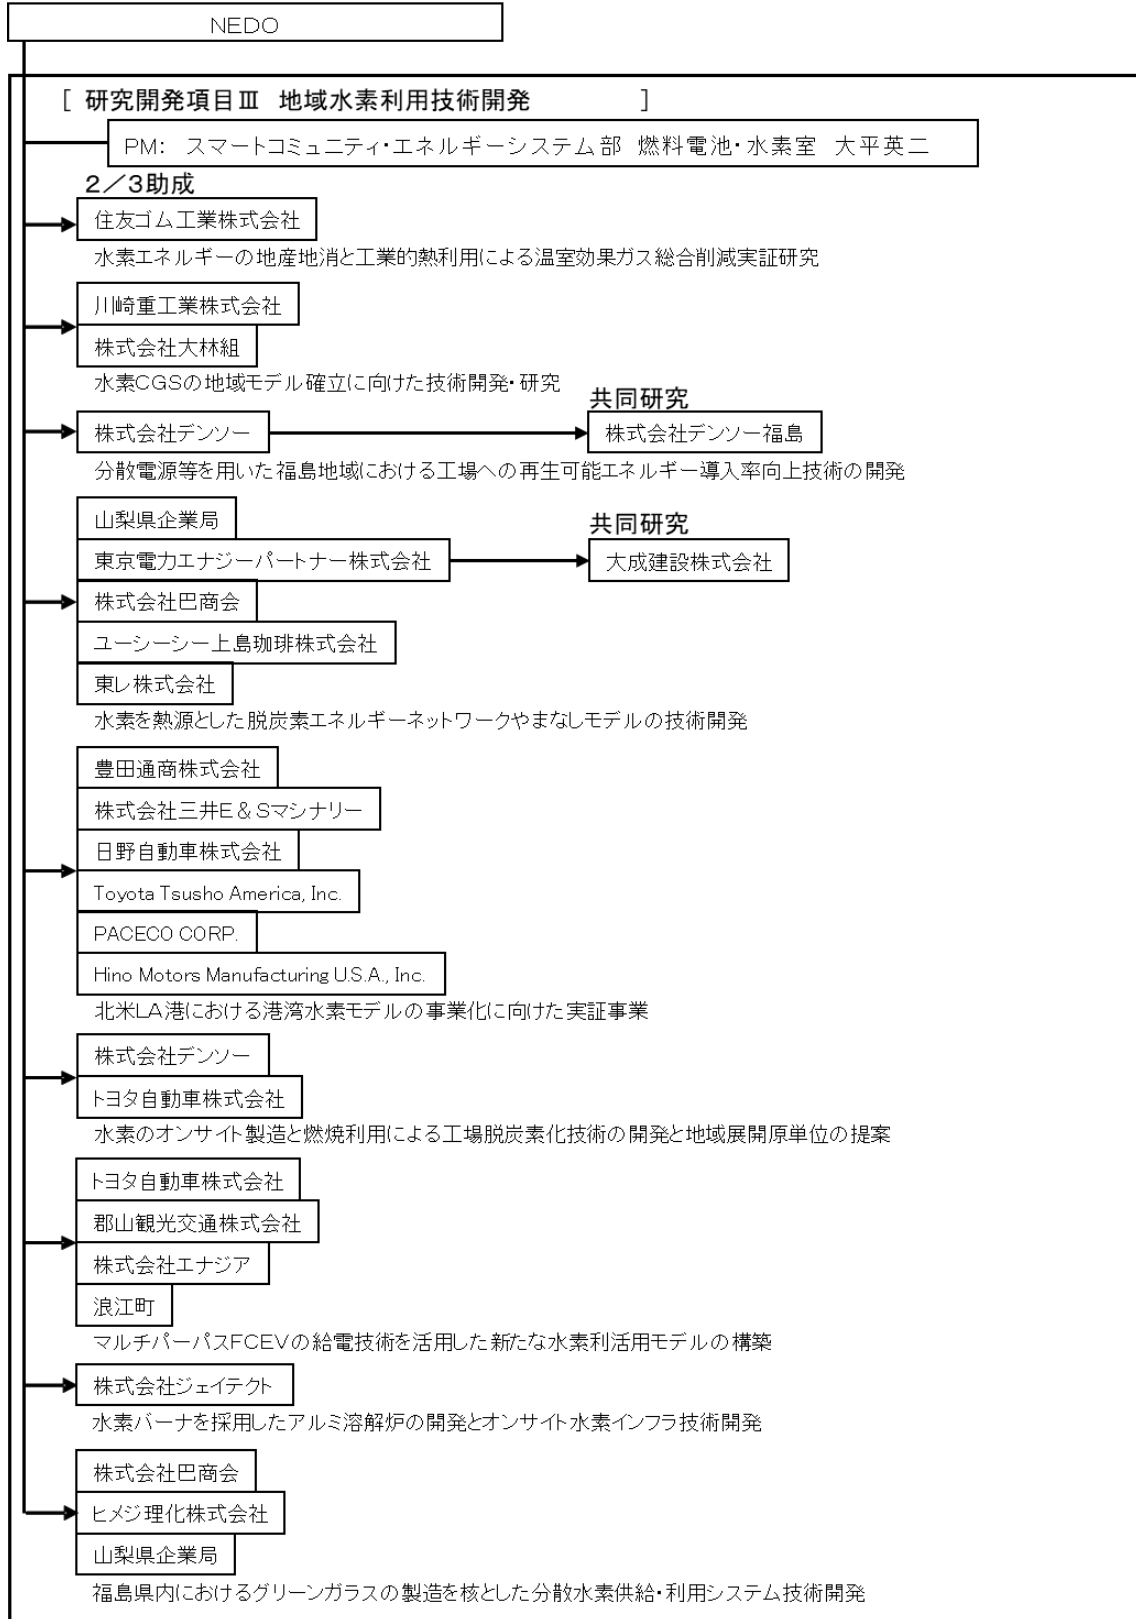 NEDO
[ 研究開発項目Ⅲ 地域水素利用技術開発 ]
PM: スマートコミュニティ・エネルギーシステム部 燃料電池・水素室 大平英二
2/3助成
住友ゴム工業株式会社
水素エネルギーの地産地消と工業的熱利用による温室効果ガス総合削減実証研究
川崎重工業株式会社
株式会社大林組
水素CGSの地域モデル確立に向けた技術開発・研究
共同研究
株式会社デンソー 株式会社デンソー福島
分散電源等を用いた福島地域における工場への再生可能エネルギー導入率向上技術の開発
山梨県企業局
共同研究
東京電力エナジーパートナー株式会社 大成建設株式会社
株式会社巴商会
ユーシーシー上島珈琲株式会社
東レ株式会社
水素を熱源とした脱炭素エネルギーネットワークやまなしモデルの技術開発
豊田通商株式会社
株式会社三井E&Sマシナリー
日野自動車株式会社
Toyota Tsusho America, Inc.
PACECO CORP.
Hino Motors Manufacturing U.S.A., Inc.
北米LA港における港湾水素モデルの事業化に向けた実証事業
株式会社デンソー
トヨタ自動車株式会社
水素のオンサイト製造と燃焼利用による工場脱炭素化技術の開発と地域展開原単位の提案
トヨタ自動車株式会社
郡山観光交通株式会社
株式会社エナジア
浪江町
マルチパーパスFCEVの給電技術を活用した新たな水素利活用モデルの構築
株式会社ジェイテクト
水素バーナを採用したアルミ溶解炉の開発とオンサイト水素インフラ技術開発
株式会社巴商会
ヒメジ理化株式会社
山梨県企業局
福島県内におけるグリーンガラスの製造を核とした分散水素供給・利用システム技術開発